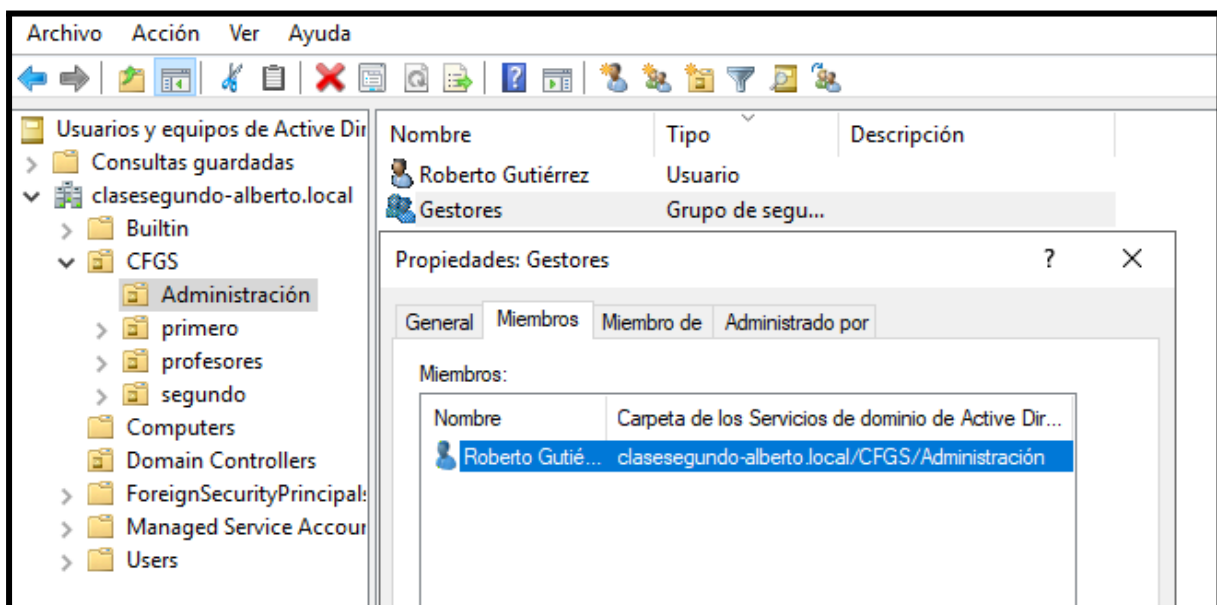 Archivo Acción Ver Ayuda
Usuarios y equipos de Active Dir
Consultas guardadas
clasesegundo-alberto.local
Builtin
CFGS
Administración
primero
profesores
segundo
Computers
Domain Controllers
ForeignSecurityPrincipals
Managed Service Accour
Users
Nombre Tipo Descripción
Roberto Gutiérrez Usuario
Gestores Grupo de segu...
Propiedades: Gestores ? X
General Miembros Miembro de Administrado por
Miembros:
Nombre Carpeta de los Servicios de dominio de Active Dir...
Roberto Gutié... clasesegundo-alberto.local/CFGS/Administración